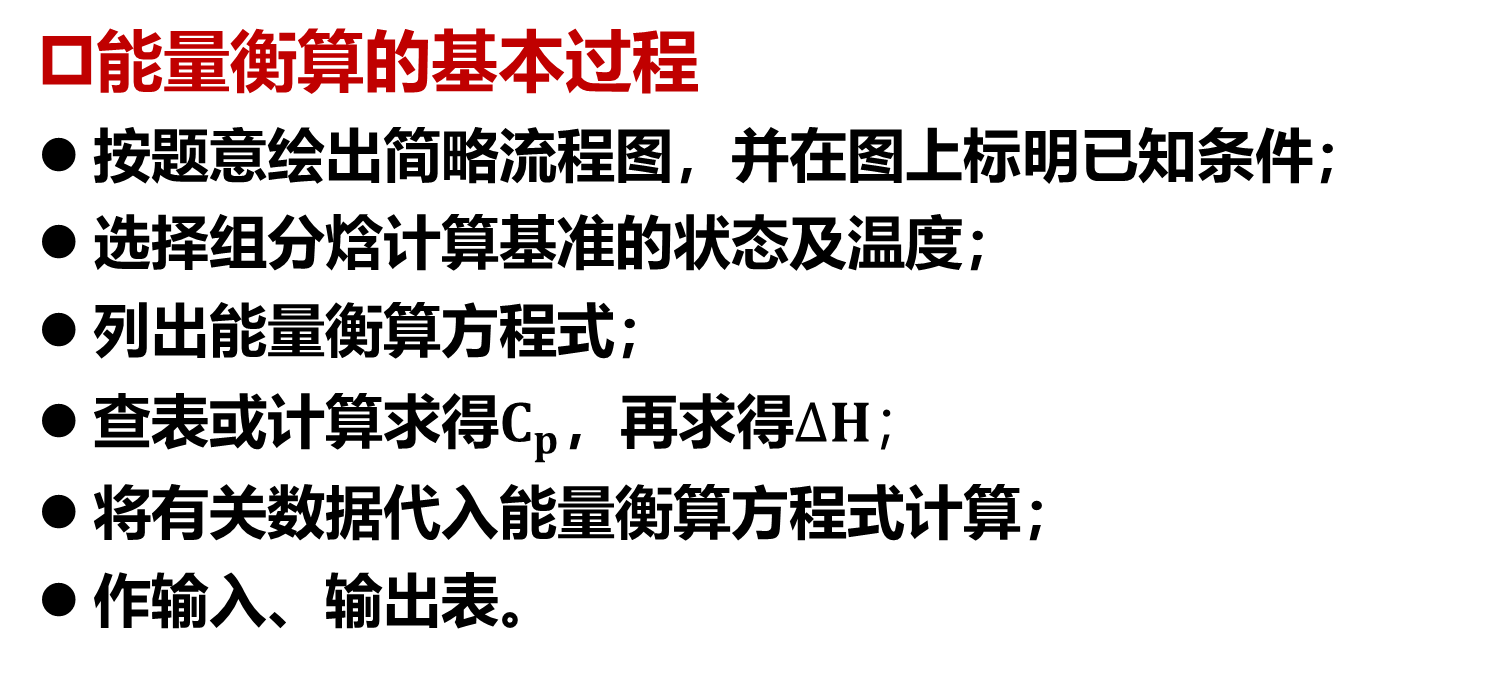 能量衡算的基本过程
● 按题意绘出简略流程图，并在图上标明已知条件；
● 选择组分焓计算基准的状态及温度；
● 列出能量衡算方程式；
● 查表或计算求得Cp，再求得ΔH；
● 将有关数据代入能量衡算方程式计算；
● 作输入、输出表。